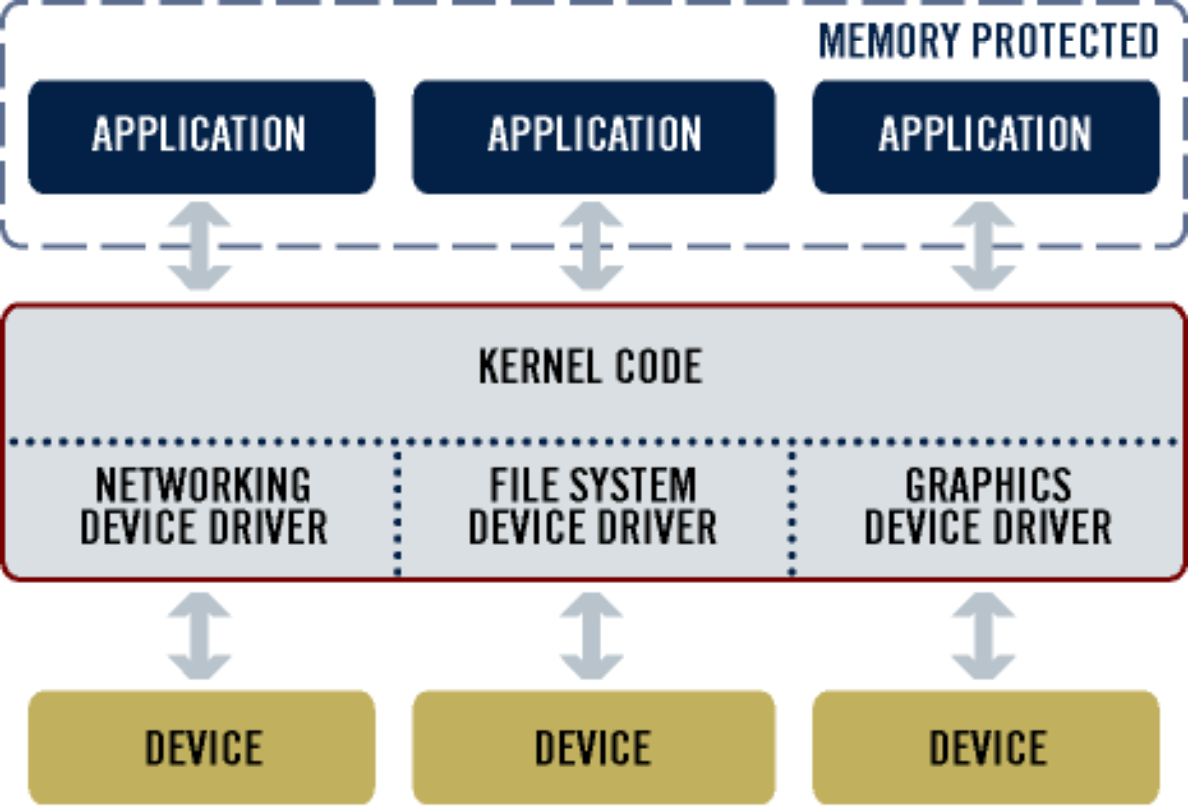 MEMORY PROTECTED
APPLICATION
APPLICATION
APPLICATION
KERNEL CODE
NETWORKING
DEVICE DRIVER
FILE SYSTEM
DEVICE DRIVER
GRAPHICS
DEVICE DRIVER
DEVICE
DEVICE
DEVICE